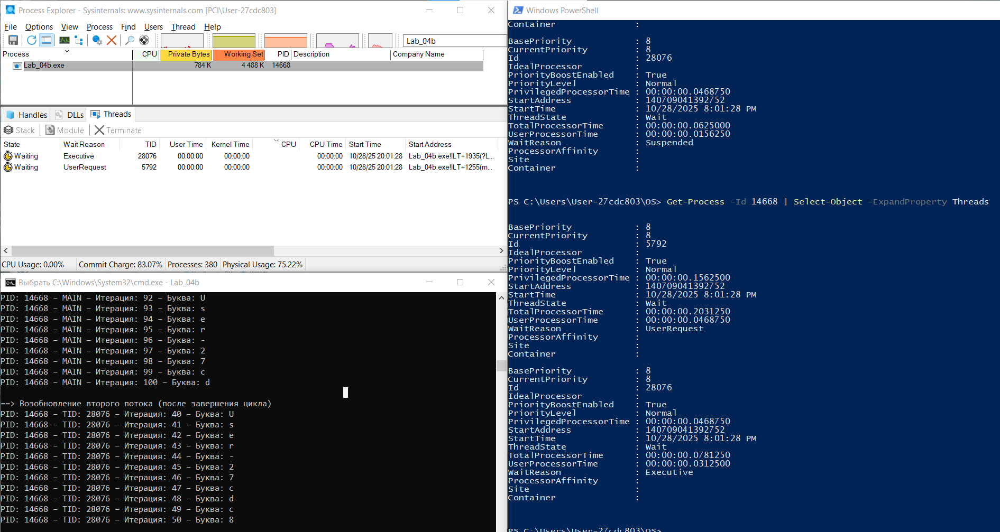 Process Explorer - Sysinternals: www.sysinternals.com [PCI\User-27cdc803]
File Options View Process Find Users Thread Help
Lab_04b
Process CPU Private Bytes Working Set PID Description Company Name
Lab_04b.exe 784 K 4 488 K 14668
Handles DLLs Threads
Stack Module Terminate
State Wait Reason TID User Time Kernel Time CPU CPU Time Start Time Start Address
Waiting Executive 28076 00:00:00 00:00:00 00:00:00 10/28/25 20:01:28 Lab_04b.exe!ILT+1935(?L...
Waiting UserRequest 5792 00:00:00 00:00:00 00:00:00 10/28/25 20:01:28 Lab_04b.exe!ILT+1255(m...
CPU Usage: 0.00% Commit Charge: 83.07% Processes: 380 Physical Usage: 75.22%
Выбрать C:\Windows\System32\cmd.exe - Lab_04b
PID: 14668 – MAIN – Итерация: 92 – Буква: U
PID: 14668 – MAIN – Итерация: 93 – Буква: s
PID: 14668 – MAIN – Итерация: 94 – Буква: e
PID: 14668 – MAIN – Итерация: 95 – Буква: r
PID: 14668 – MAIN – Итерация: 96 – Буква: -
PID: 14668 – MAIN – Итерация: 97 – Буква: 2
PID: 14668 – MAIN – Итерация: 98 – Буква: 7
PID: 14668 – MAIN – Итерация: 99 – Буква: c
PID: 14668 – MAIN – Итерация: 100 – Буква: d
==> Возобновление второго потока (после завершения цикла)
PID: 14668 – TID: 28076 – Итерация: 40 – Буква: U
PID: 14668 – TID: 28076 – Итерация: 41 – Буква: s
PID: 14668 – TID: 28076 – Итерация: 42 – Буква: e
PID: 14668 – TID: 28076 – Итерация: 43 – Буква: r
PID: 14668 – TID: 28076 – Итерация: 44 – Буква: -
PID: 14668 – TID: 28076 – Итерация: 45 – Буква: 2
PID: 14668 – TID: 28076 – Итерация: 46 – Буква: 7
PID: 14668 – TID: 28076 – Итерация: 47 – Буква: c
PID: 14668 – TID: 28076 – Итерация: 48 – Буква: d
PID: 14668 – TID: 28076 – Итерация: 49 – Буква: c
PID: 14668 – TID: 28076 – Итерация: 50 – Буква: 8
Windows PowerShell
Container :
BasePriority : 8
CurrentPriority : 8
Id : 28076
IdealProcessor :
PriorityBoostEnabled : True
PriorityLevel : Normal
PrivilegedProcessorTime : 00:00:00.0468750
StartAddress : 140709041392752
StartTime : 10/28/2025 8:01:28 PM
ThreadState : Wait
TotalProcessorTime : 00:00:00.0625000
UserProcessorTime : 00:00:00.0156250
WaitReason : Suspended
ProcessorAffinity :
Site :
Container :
PS C:\Users\User-27cdc803\OS> Get-Process -Id 14668 | Select-Object -ExpandProperty Threads
BasePriority : 8
CurrentPriority : 8
Id : 5792
IdealProcessor :
PriorityBoostEnabled : True
PriorityLevel : Normal
PrivilegedProcessorTime : 00:00:00.1562500
StartAddress : 140709041392752
StartTime : 10/28/2025 8:01:28 PM
ThreadState : Wait
TotalProcessorTime : 00:00:00.2031250
UserProcessorTime : 00:00:00.0468750
WaitReason : UserRequest
ProcessorAffinity :
Site :
Container :
BasePriority : 8
CurrentPriority : 8
Id : 28076
IdealProcessor :
PriorityBoostEnabled : True
PriorityLevel : Normal
PrivilegedProcessorTime : 00:00:00.0468750
StartAddress : 140709041392752
StartTime : 10/28/2025 8:01:28 PM
ThreadState : Wait
TotalProcessorTime : 00:00:00.0781250
UserProcessorTime : 00:00:00.0312500
WaitReason : Executive
ProcessorAffinity :
Site :
Container :
PS C:\Users\User-27cdc803\OS>